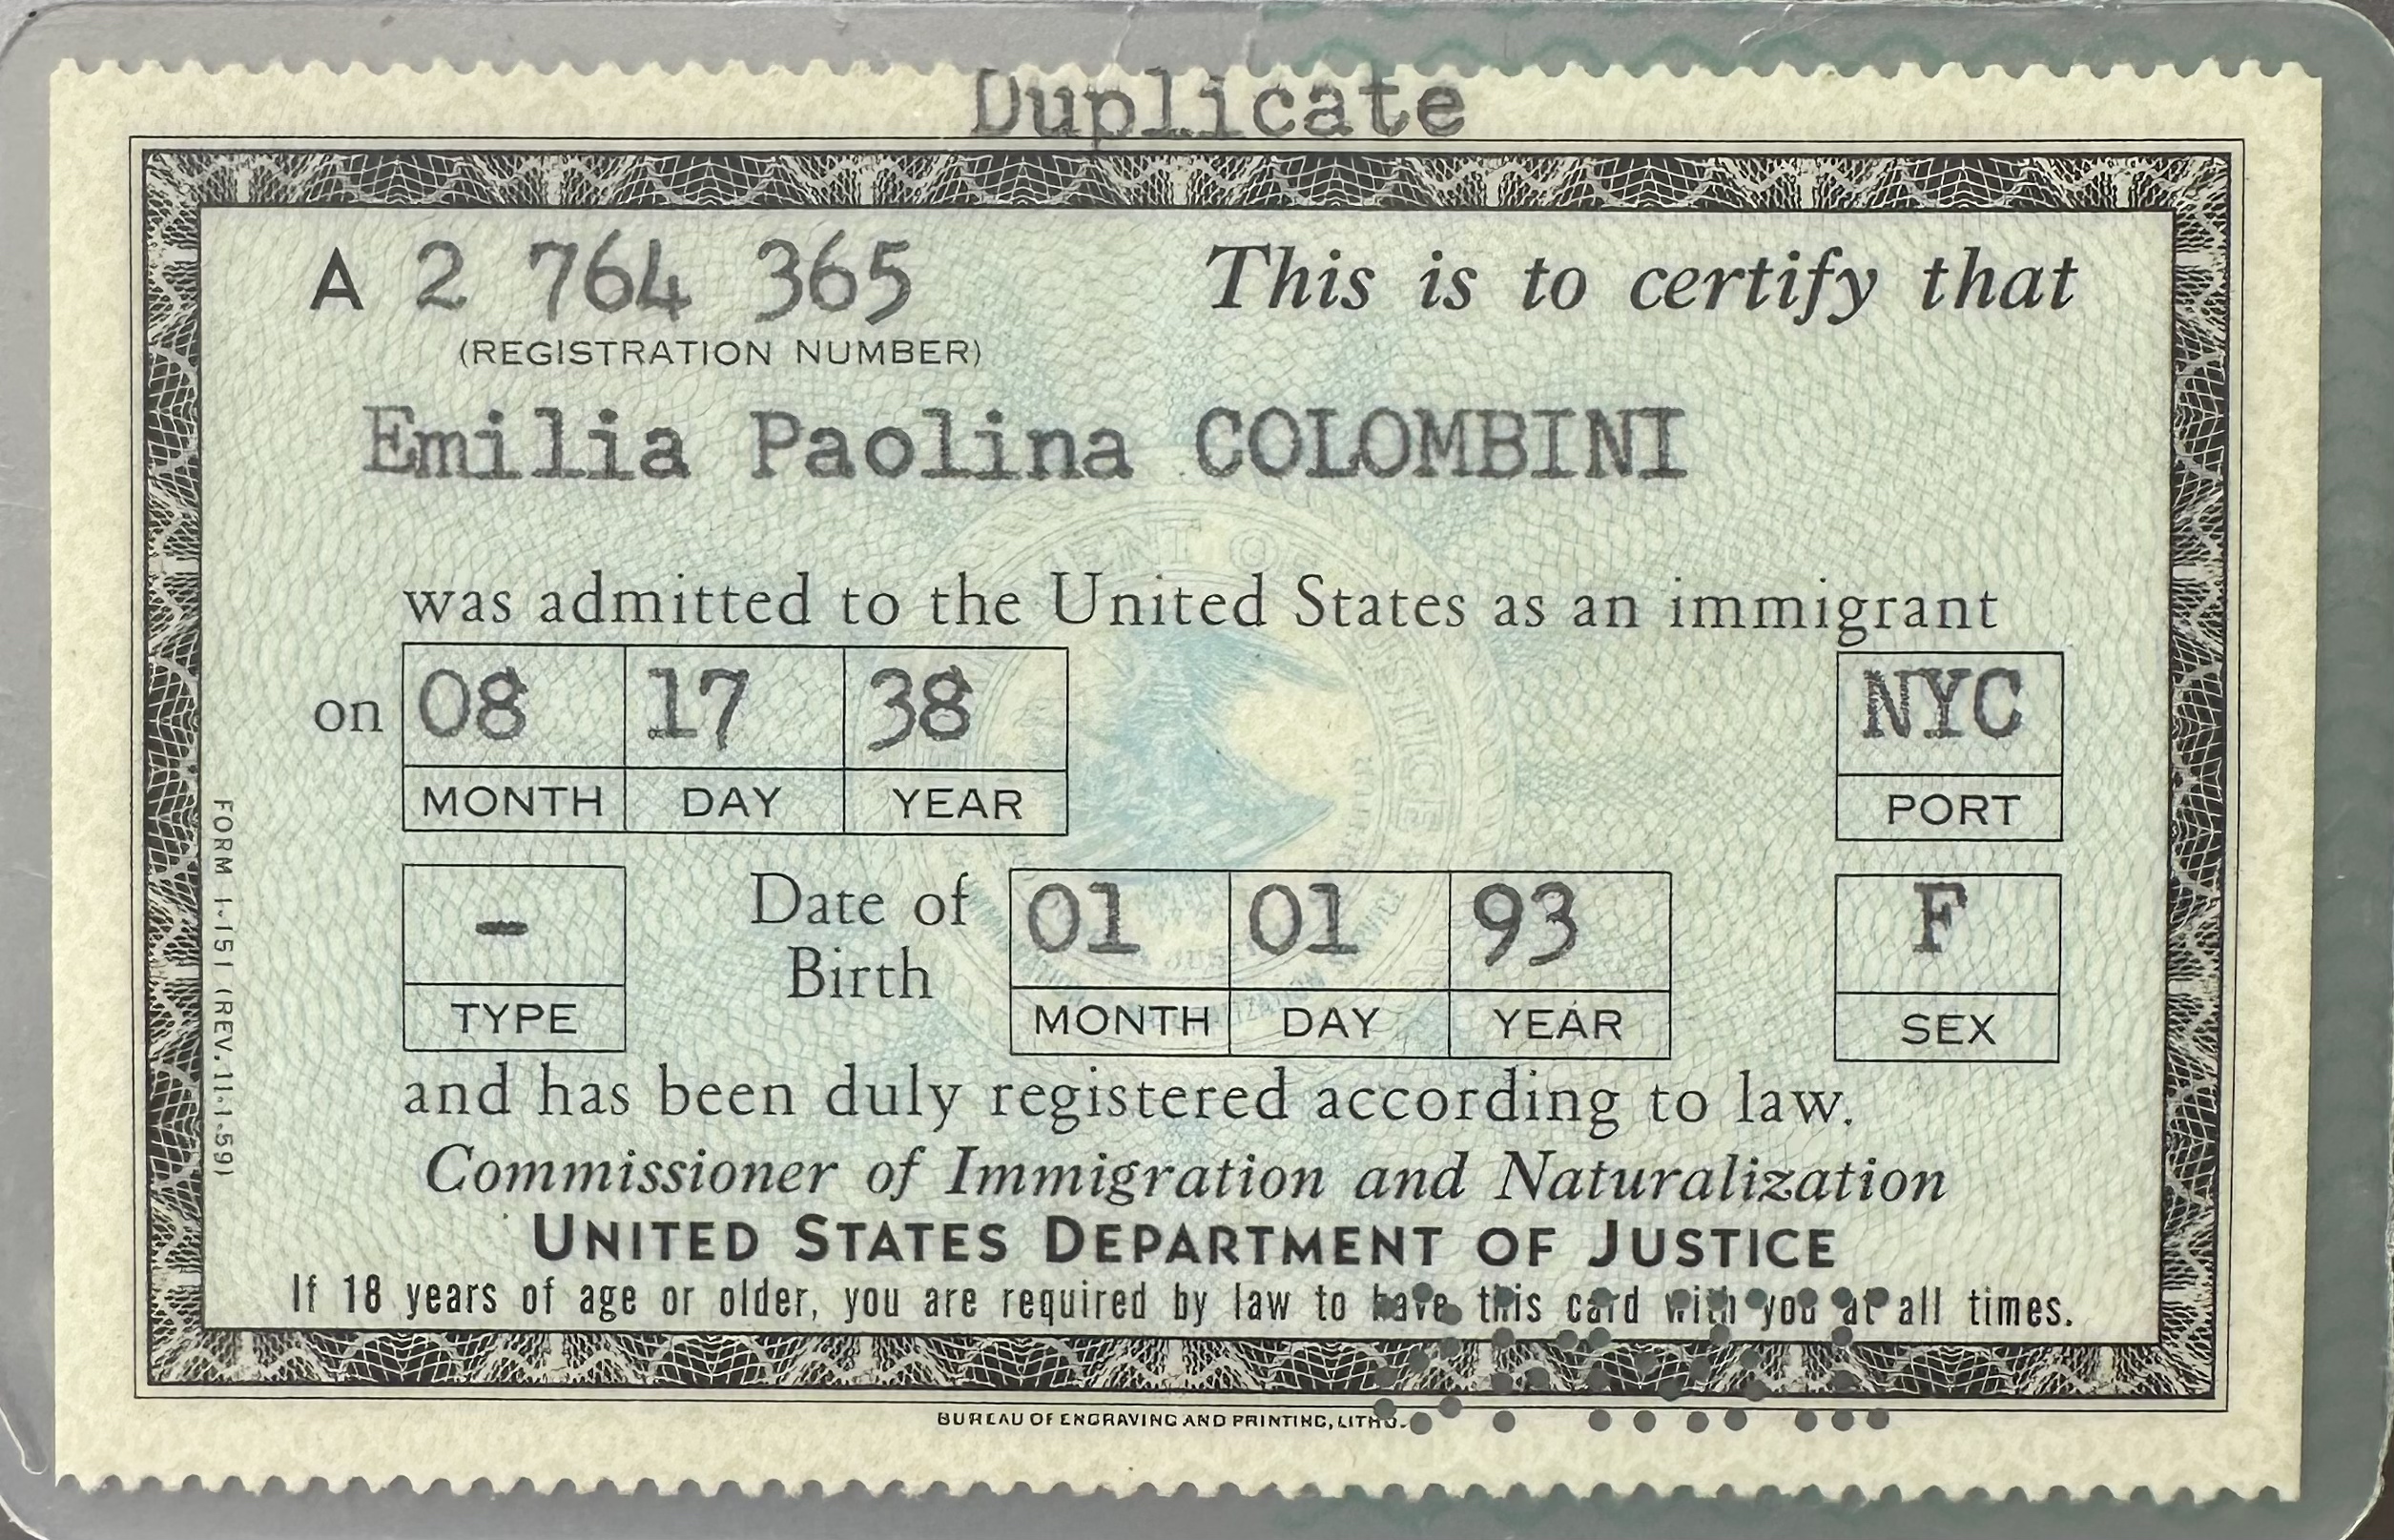 Duplicate
A 2 764 365 This is to certify that
(REGISTRATION NUMBER)
Emilia Paolina COLOMBINI
was admitted to the United States as an immigrant
on 08 17 38 NYC
MONTH DAY YEAR PORT
- Date of Birth 01 01 93 F
TYPE MONTH DAY YEAR SEX
and has been duly registered according to law.
Commissioner of Immigration and Naturalization
UNITED STATES DEPARTMENT OF JUSTICE
If 18 years of age or older, you are required by law to have this card with you at all times.
FORM I-151 (REV. 11-1-59)
BUREAU OF ENGRAVING AND PRINTING, LITHO.